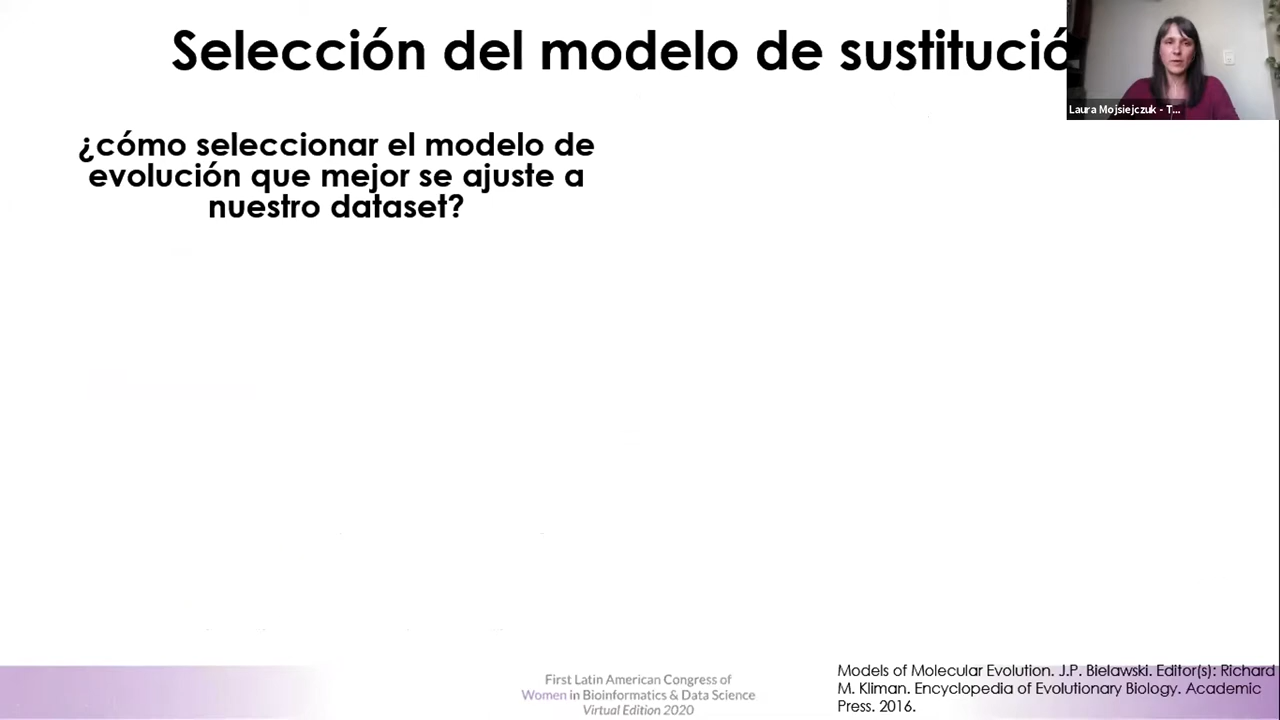 Selección del modelo de sustitució
Laura Mojsiejczuk - T...
¿cómo seleccionar el modelo de
evolución que mejor se ajuste a
nuestro dataset?
First Latin American Congress of
Women in Bioinformatics & Data Science
Virtual Edition 2020
Models of Molecular Evolution. J.P. Bielawski. Editor(s): Richard
M. Kliman. Encyclopedia of Evolutionary Biology. Academic
Press. 2016.